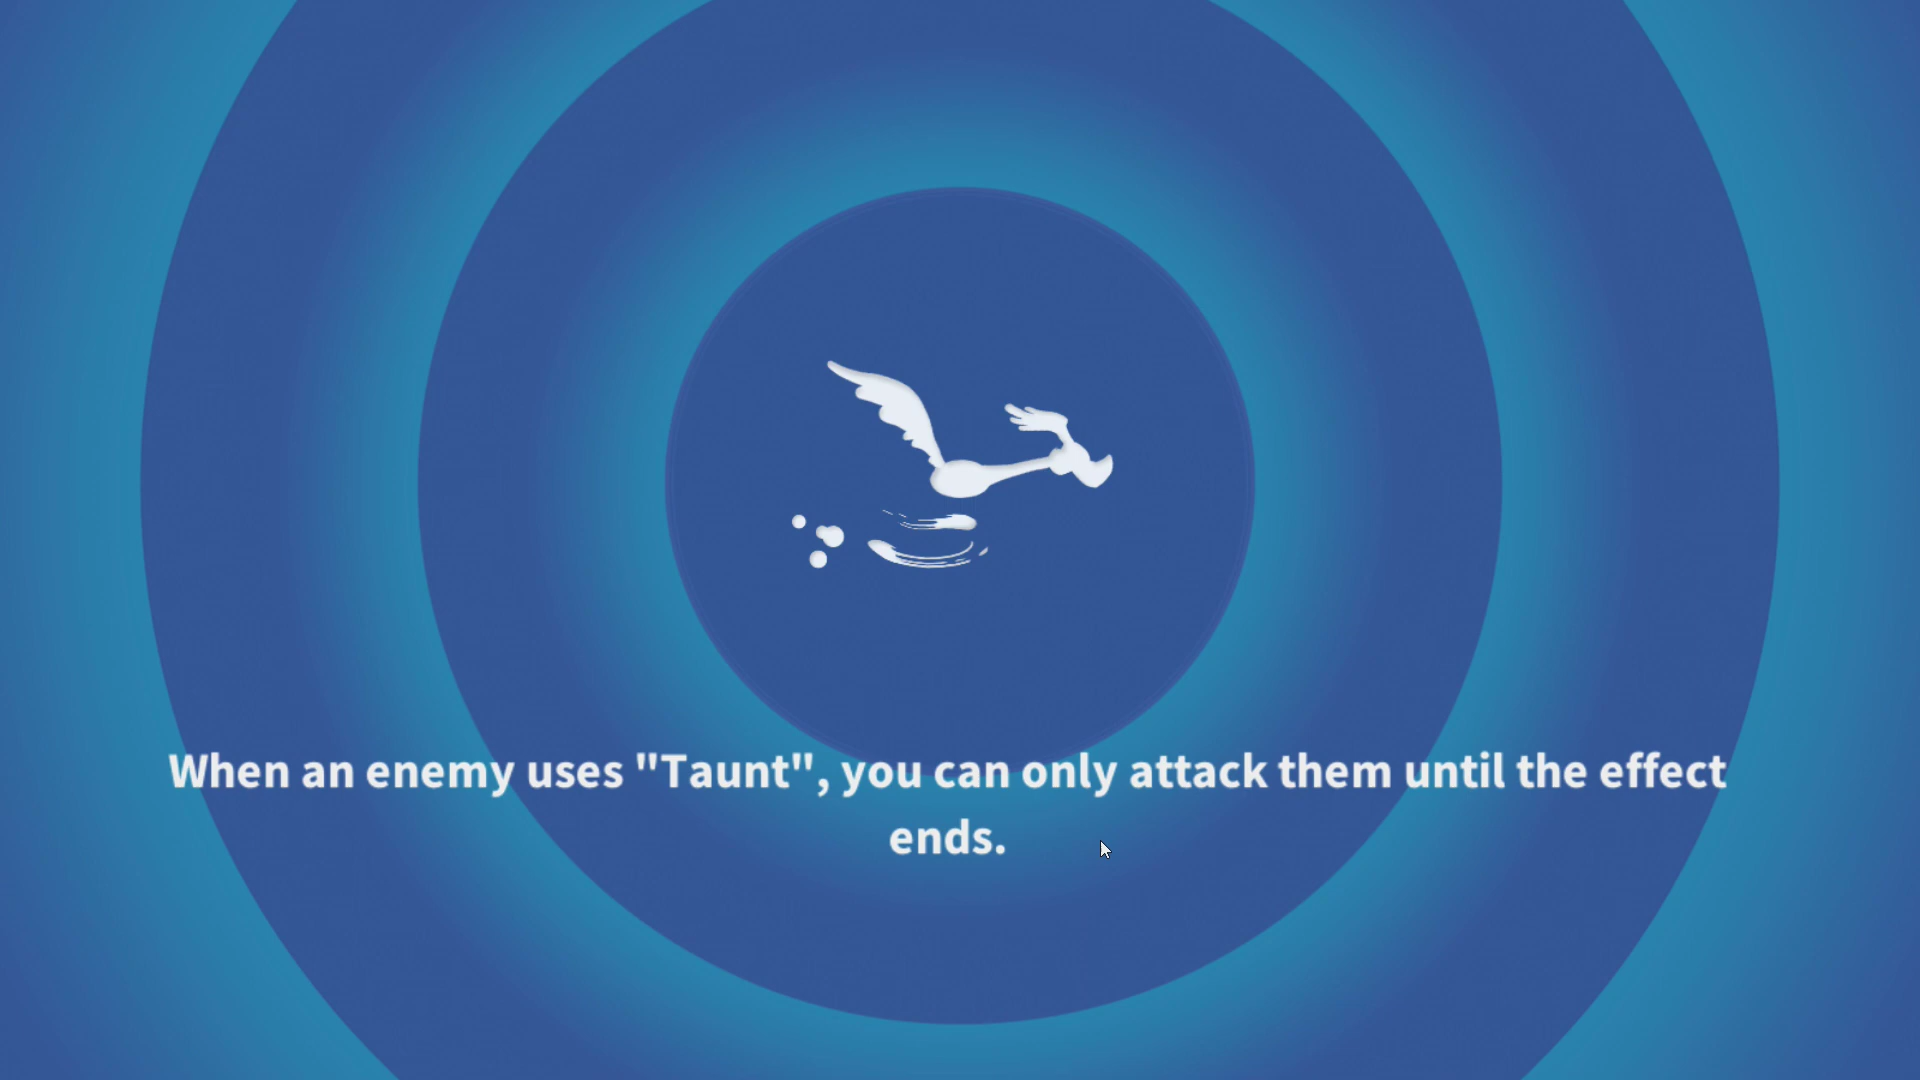 When an enemy uses "Taunt", you can only attack them until the effect
ends.